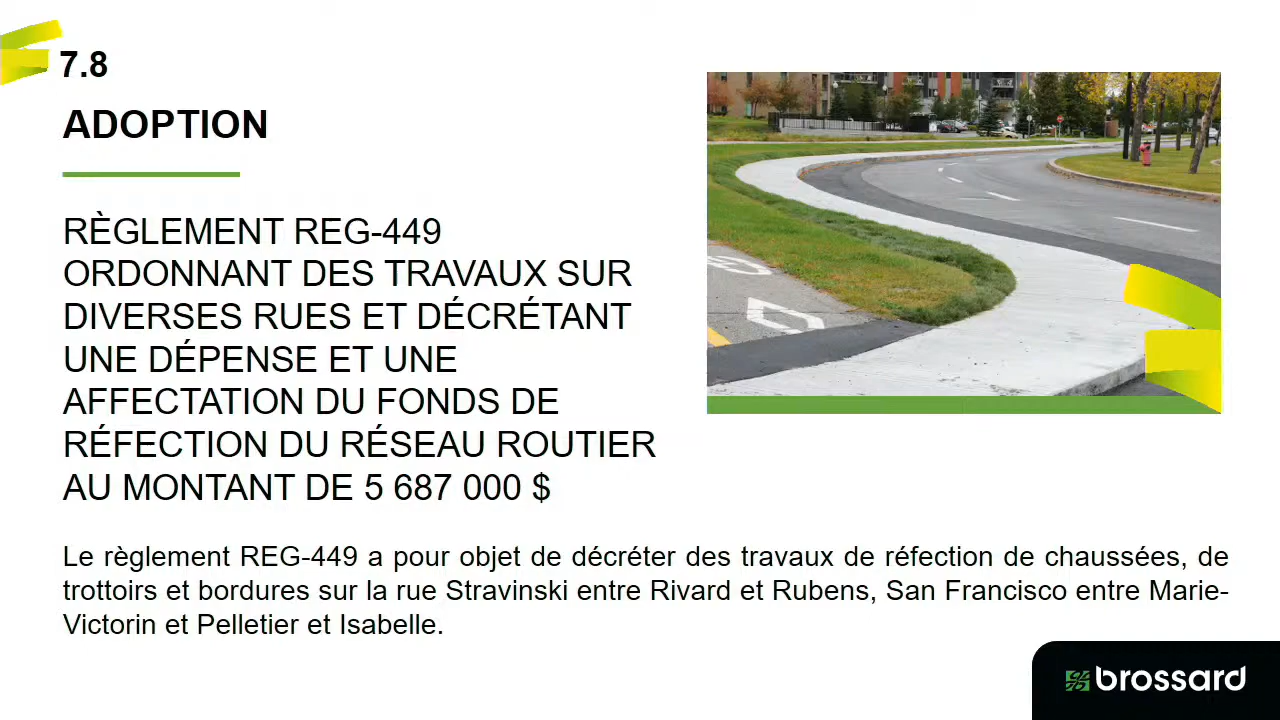 7.8
ADOPTION
RÈGLEMENT REG-449
ORDONNANT DES TRAVAUX SUR
DIVERSES RUES ET DÉCRÉTANT
UNE DÉPENSE ET UNE
AFFECTATION DU FONDS DE
RÉFECTION DU RÉSEAU ROUTIER
AU MONTANT DE 5 687 000 $
Le règlement REG-449 a pour objet de décréter des travaux de réfection de chaussées, de
trottoirs et bordures sur la rue Stravinski entre Rivard et Rubens, San Francisco entre Marie-
Victorin et Pelletier et Isabelle.
brossard